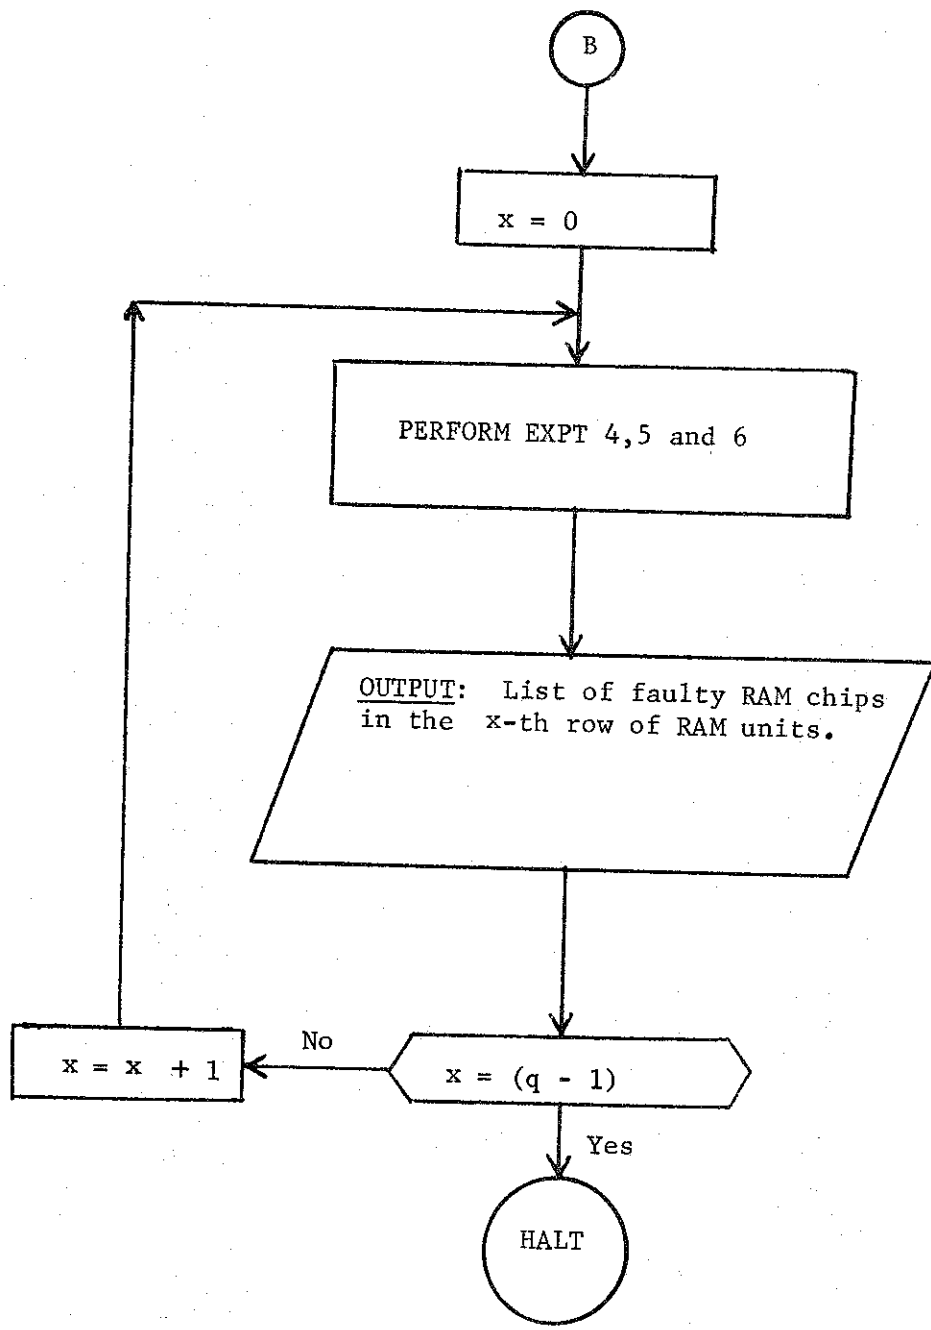 B
x = 0
PERFORM EXPT 4,5 and 6
OUTPUT: List of faulty RAM chips
in the x-th row of RAM units.
No
x = x + 1
x = (q - 1)
Yes
HALT